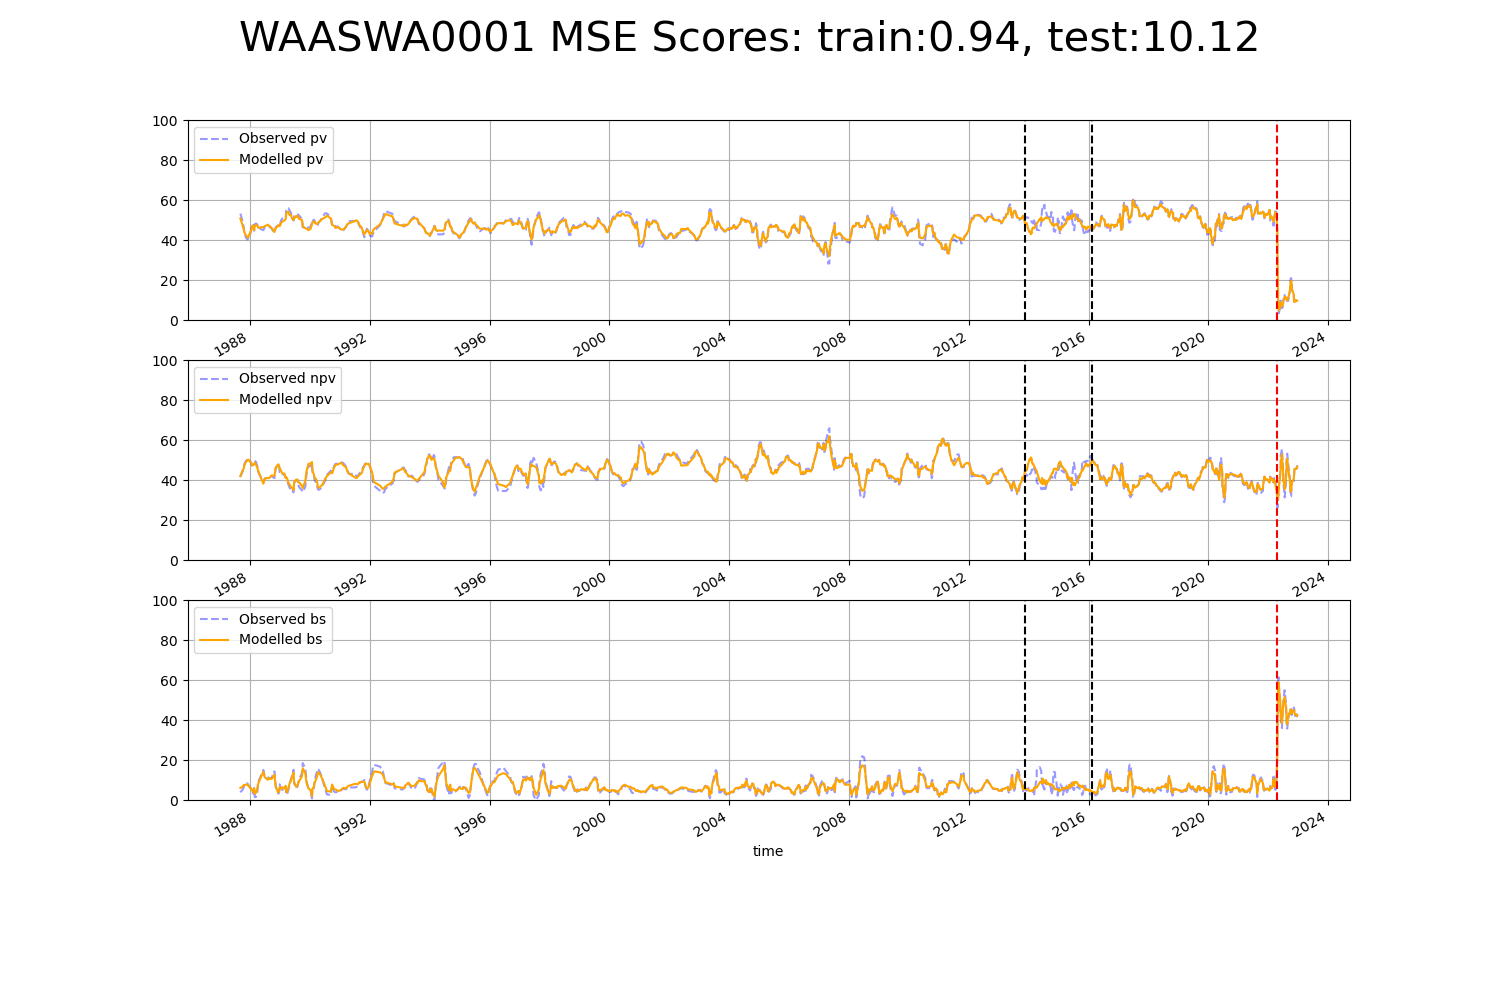 WAASWA0001 MSE Scores: train:0.94, test:10.12
100
80
60
40
20
0
Observed pv
Modelled pv
1988 1992 1996 2000 2004 2008 2012 2016 2020 2024
100
80
60
40
20
0
Observed npv
Modelled npv
1988 1992 1996 2000 2004 2008 2012 2016 2020 2024
100
80
60
40
20
0
Observed bs
Modelled bs
1988 1992 1996 2000 2004 2008 2012 2016 2020 2024
time